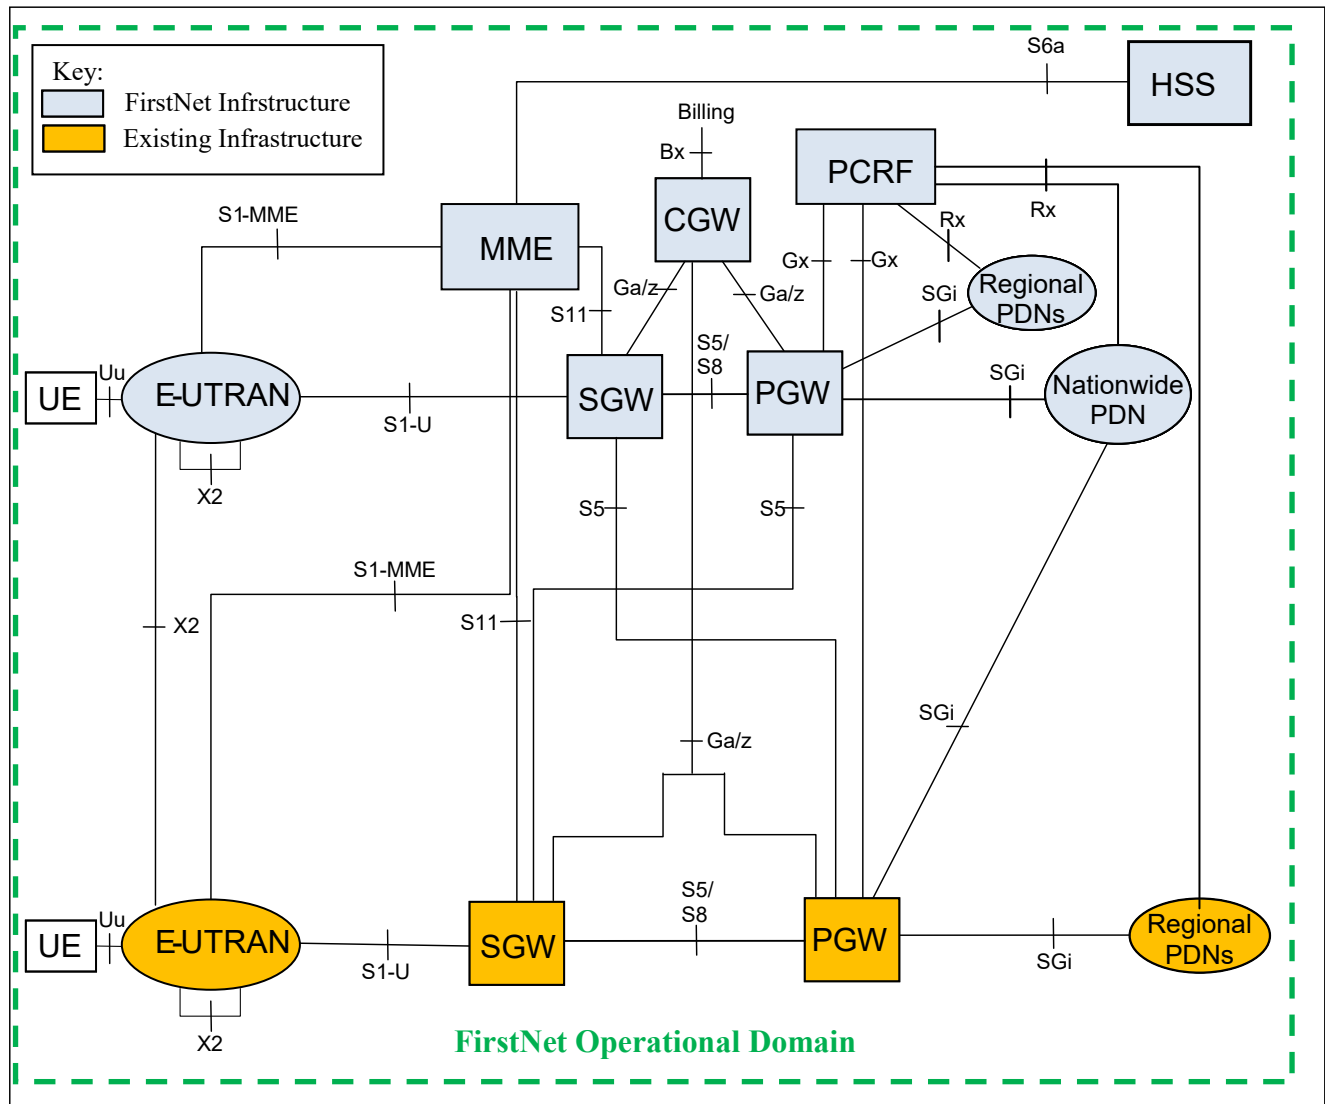 Key:
FirstNet Infrstructure
Existing Infrastructure
S6a
HSS
Billing
Bx
CGW
PCRF
Rx
Rx
S1-MME
MME
Gx
Gx
Regional
PDNs
Ga/z
Ga/z
SGi
S11
S5/
S8
Uu
UE
E-UTRAN
S1-U
SGW
PGW
SGi
Nationwide
PDN
X2
S5
S5
S1-MME
X2
S11
SGi
Ga/z
Uu
UE
E-UTRAN
S1-U
SGW
S5/
S8
PGW
SGi
Regional
PDNs
X2
FirstNet Operational Domain